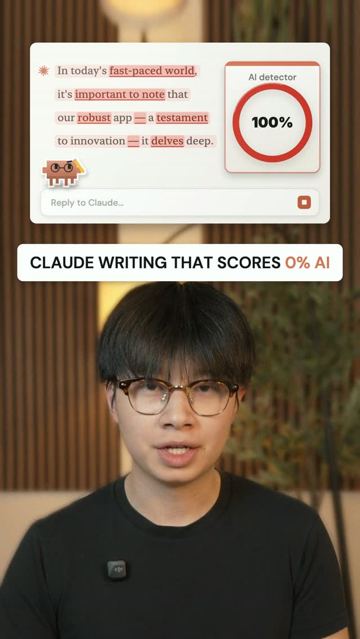 In today's fast-paced world,
it's important to note that
our robust app — a testament
to innovation — it delves deep.
AI detector
100%
Reply to Claude...
CLAUDE WRITING THAT SCORES 0% AI